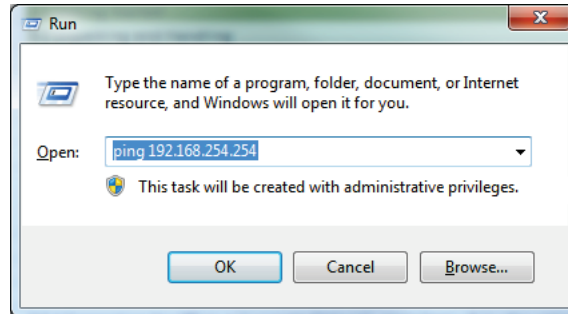 Run
Type the name of a program, folder, document, or Internet
resource, and Windows will open it for you.
Open:
ping 192.168.254.254
This task will be created with administrative privileges.
OK
Cancel
Browse...